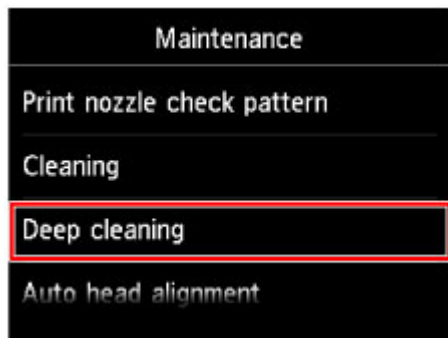 Maintenance
Print nozzle check pattern
Cleaning
Deep cleaning
Auto head alignment